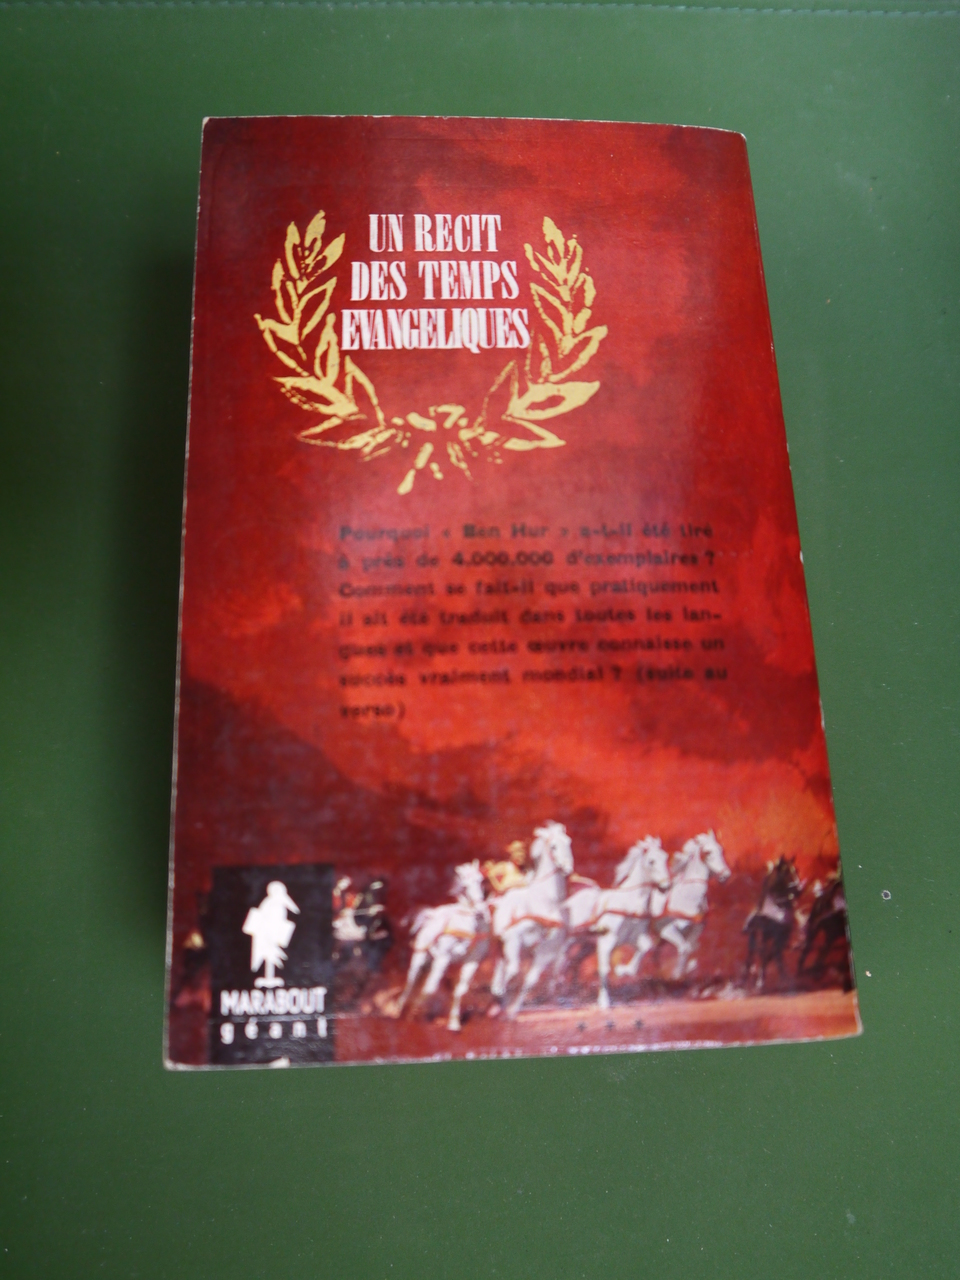 UN RECIT
DES TEMPS
EVANGELIQUES
Pourquoi « Ben Hur » a-t-il été tiré
à près de 4.000.000 d'exemplaires ?
Comment se fait-il que pratiquement
il ait été traduit dans toutes les lan-
gues et que cette œuvre connaisse un
succès vraiment mondial ? (suite au
verso)
MARABOUT
géant
* * *